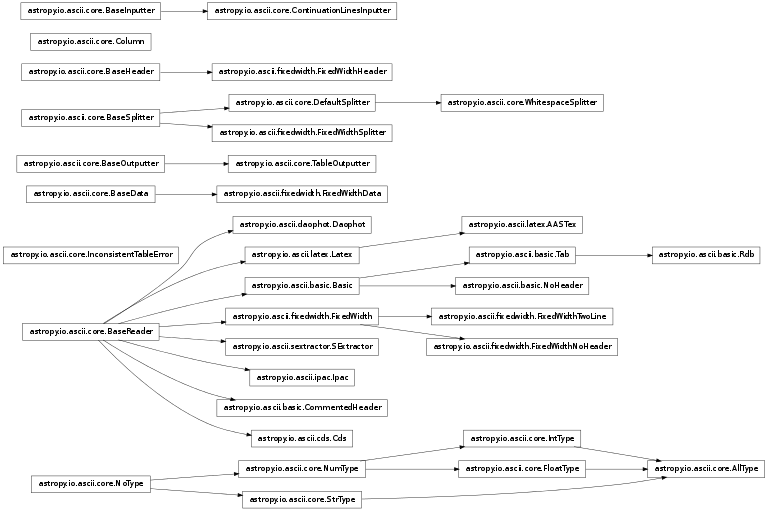 astropy.io.ascii.core.BaseInputter
astropy.io.ascii.core.ContinuationLinesInputter
astropy.io.ascii.core.Column
astropy.io.ascii.core.BaseHeader
astropy.io.ascii.fixedwidth.FixedWidthHeader
astropy.io.ascii.core.DefaultSplitter
astropy.io.ascii.core.WhitespaceSplitter
astropy.io.ascii.core.BaseSplitter
astropy.io.ascii.fixedwidth.FixedWidthSplitter
astropy.io.ascii.core.BaseOutputter
astropy.io.ascii.core.TableOutputter
astropy.io.ascii.core.BaseData
astropy.io.ascii.fixedwidth.FixedWidthData
astropy.io.ascii.daophot.Daophot
astropy.io.ascii.latex.AASTex
astropy.io.ascii.core.InconsistentTableError
astropy.io.ascii.latex.Latex
astropy.io.ascii.basic.Tab
astropy.io.ascii.basic.Rdb
astropy.io.ascii.basic.Basic
astropy.io.ascii.basic.NoHeader
astropy.io.ascii.fixedwidth.FixedWidth
astropy.io.ascii.fixedwidth.FixedWidthTwoLine
astropy.io.ascii.core.BaseReader
astropy.io.ascii.sextractor.SExtractor
astropy.io.ascii.fixedwidth.FixedWidthNoHeader
astropy.io.ascii.ipac.Ipac
astropy.io.ascii.basic.CommentedHeader
astropy.io.ascii.cds.Cds
astropy.io.ascii.core.IntType
astropy.io.ascii.core.NumType
astropy.io.ascii.core.FloatType
astropy.io.ascii.core.AllType
astropy.io.ascii.core.NoType
astropy.io.ascii.core.StrType